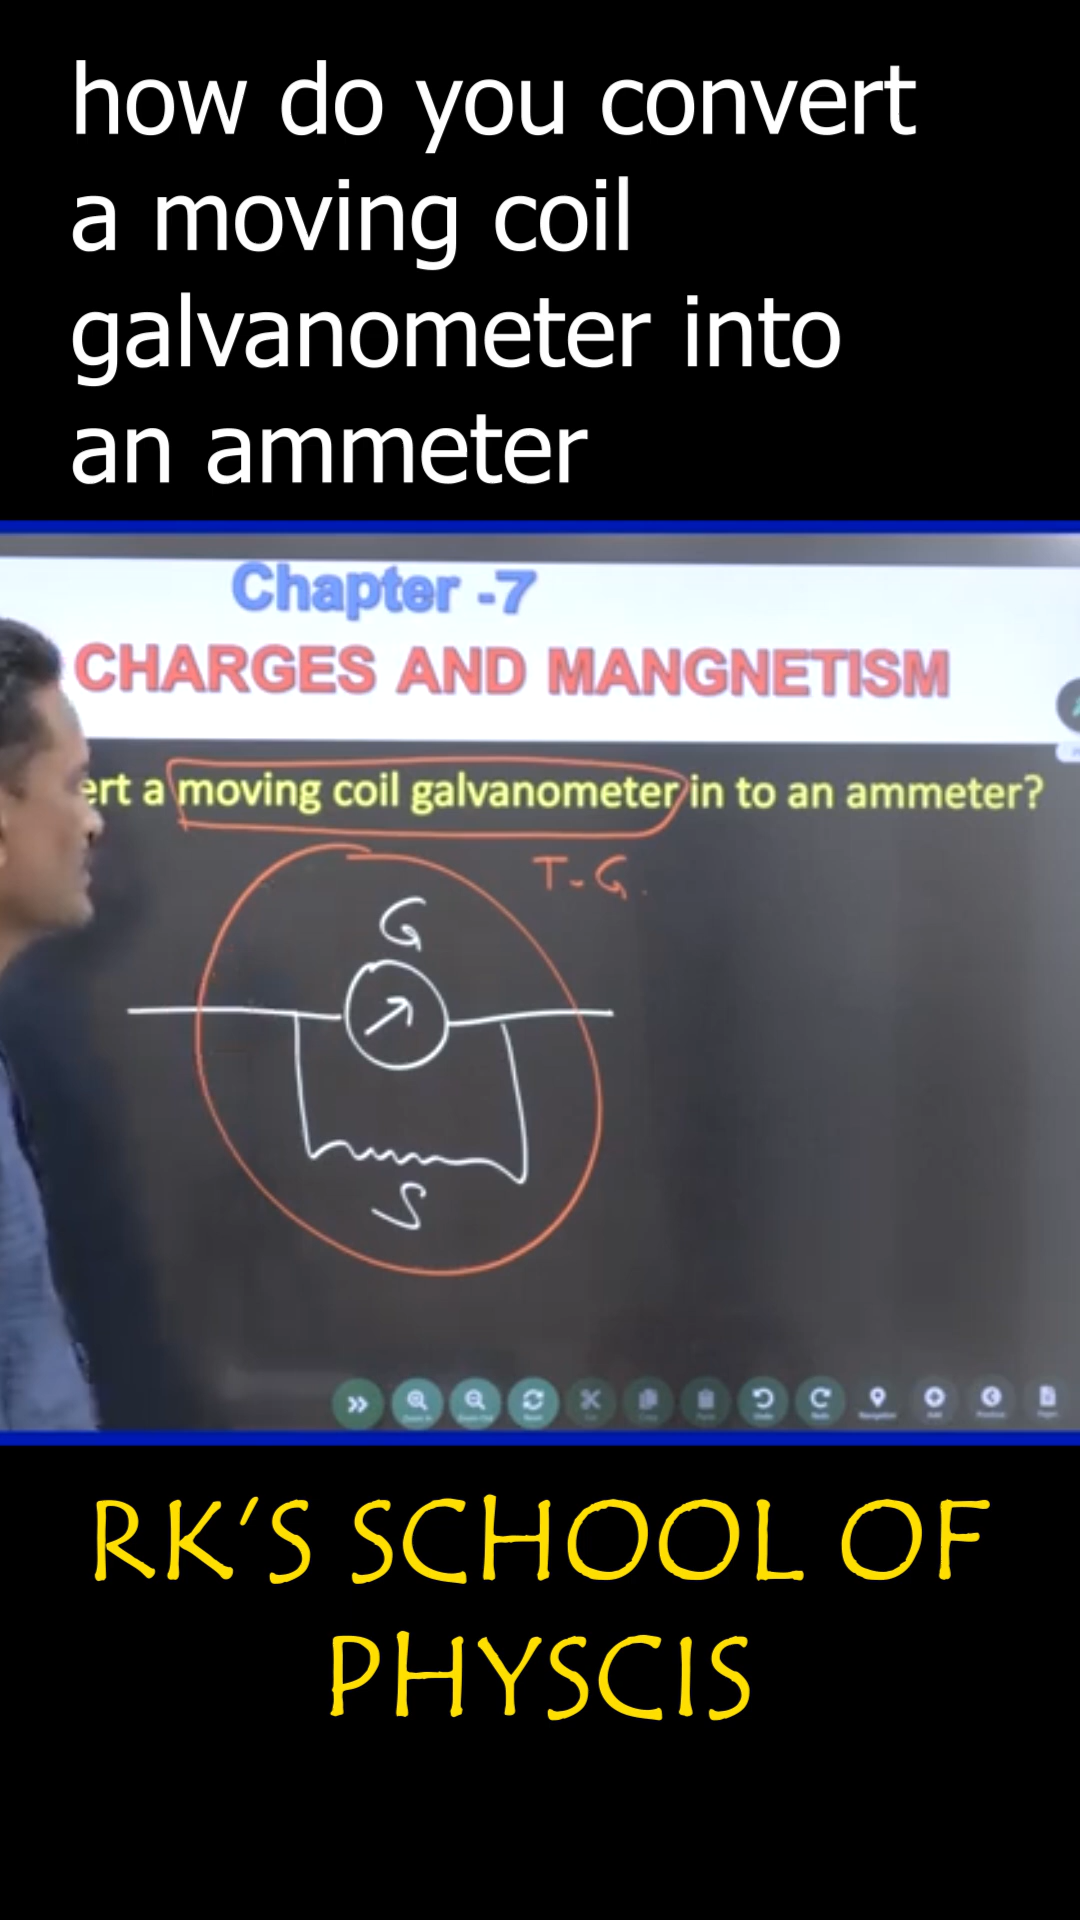 how do you convert
a moving coil
galvanometer into
an ammeter
Chapter -7
CHARGES AND MANGNETISM
ert a moving coil galvanometer in to an ammeter?
T-G.
G
S
RK'S SCHOOL OF
PHYSCIS